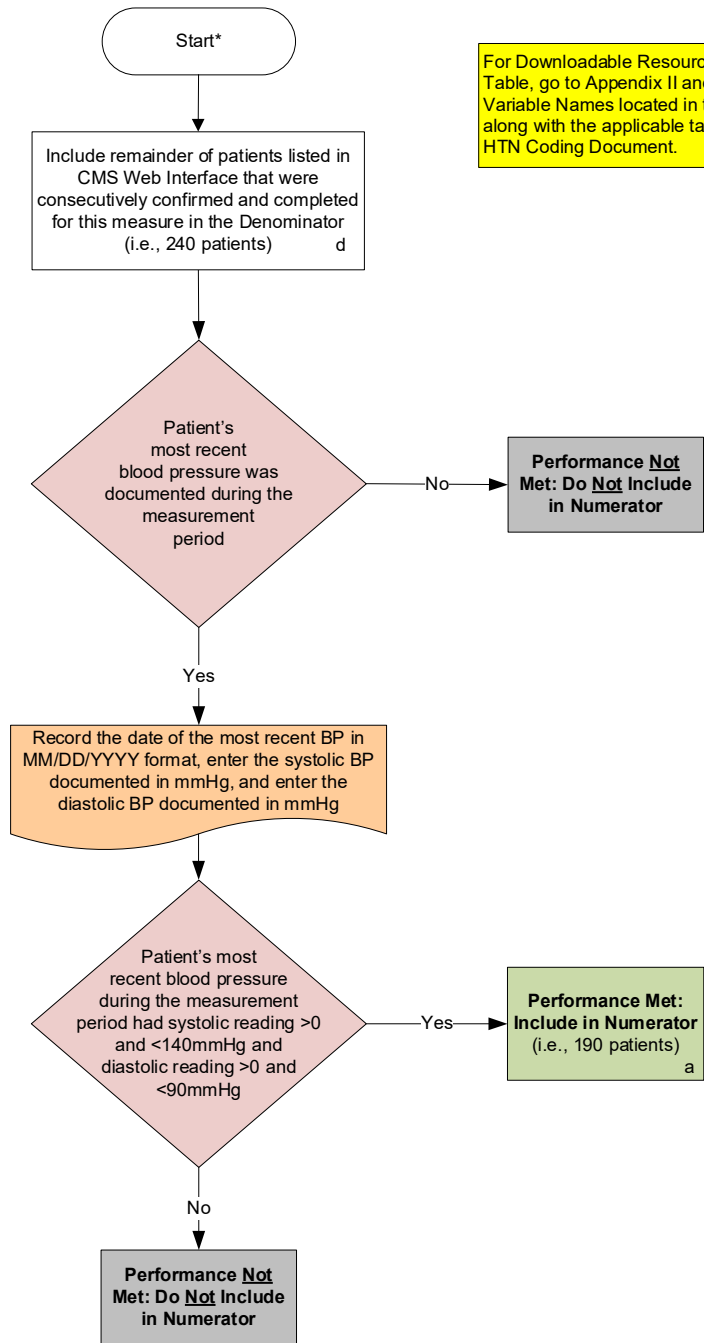 Start*
For Downloadable Resour
Table, go to Appendix II and
Variable Names located in
along with the applicable
HTN Coding Document.
Include remainder of patients listed in
CMS Web Interface that were
consecutively confirmed and completed
for this measure in the Denominator
(i.e., 240 patients)
d
Patient's
most recent
blood pressure was
documented during the
measurement
period
No
Performance Not
Met: Do Not Include
in Numerator
Yes
Record the date of the most recent BP in
MM/DD/YYYY format, enter the systolic BP
documented in mmHg, and enter the
diastolic BP documented in mmHg
Patient's most
recent blood pressure
during the measurement
period had systolic reading >0
and <140mmHg and
diastolic reading >0 and
<90mmHg
Yes
Performance Met:
Include in Numerator
(i.e., 190 patients)
a
No
Performance Not
Met: Do Not Include
in Numerator